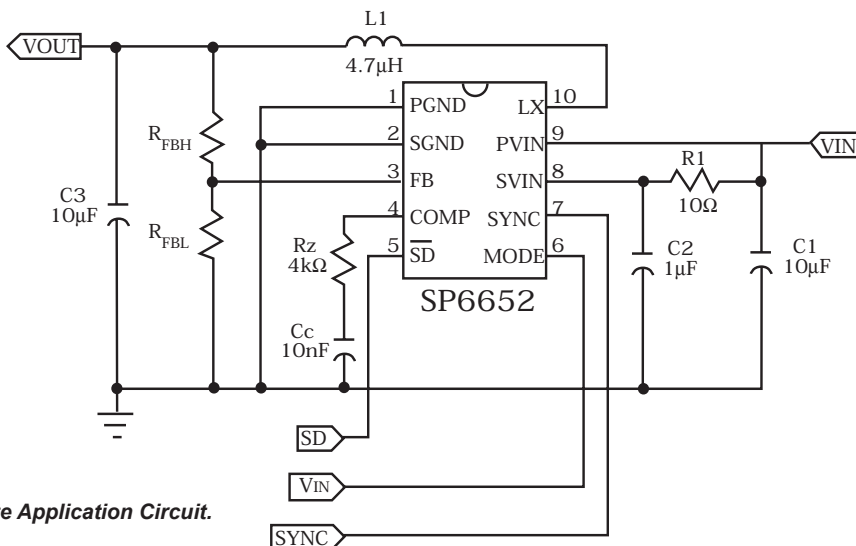 L1
VOUT
4.7µH
1 PGND LX 10
2 SGND PVIN 9
VIN
3 FB SVIN 8
4 COMP SYNC 7
5 SD MODE 6
RFBH
RFBL
C3
10µF
Rz
4kΩ
Cc
10nF
R1
10Ω
C2
1µF
C1
10µF
SP6652
SD
VIN
SYNC
Application Circuit.